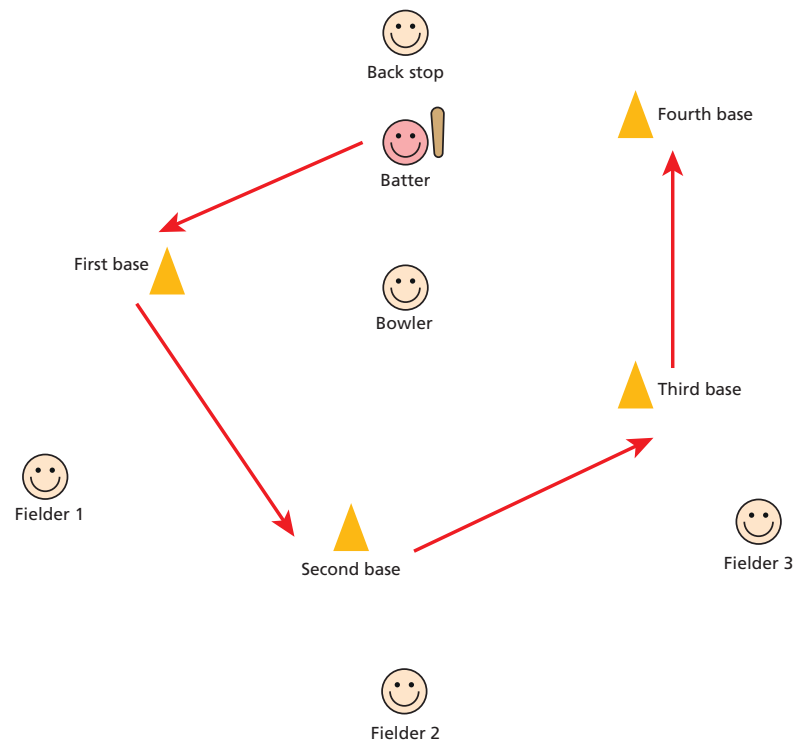 Back stop
Fourth base
Batter
First base
Bowler
Third base
Fielder 1
Second base
Fielder 3
Fielder 2